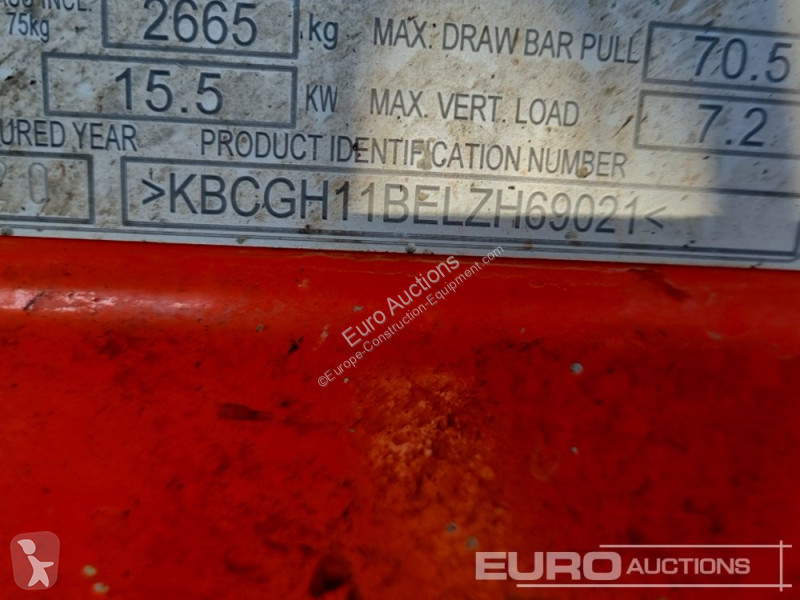 75kg 2665 kg MAX. DRAW BAR PULL 70.5
15.5 KW MAX. VERT. LOAD 7.2
URED YEAR PRODUCT IDENTIFICATION NUMBER
20 >KBCGH11BELZH69021<
Euro Auctions
©Europe-Construction-Equipment.com
EURO AUCTIONS